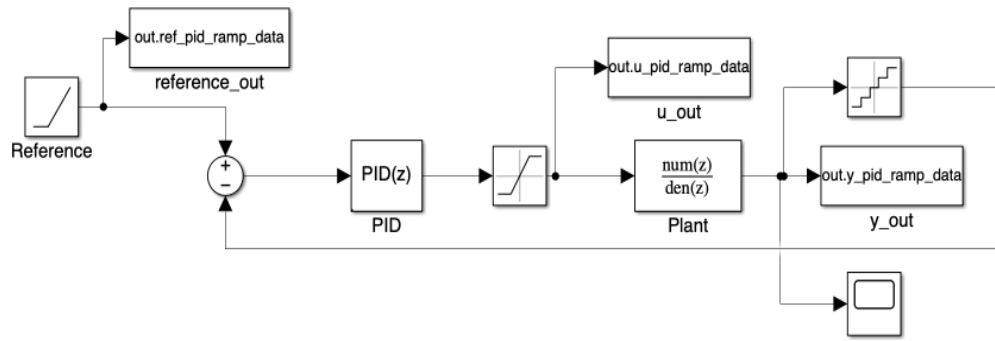 out.ref_pid_ramp_data
reference_out
Reference
out.u_pid_ramp_data
u_out
+
−
PID(z)
PID
num(z)
den(z)
Plant
out.y_pid_ramp_data
y_out